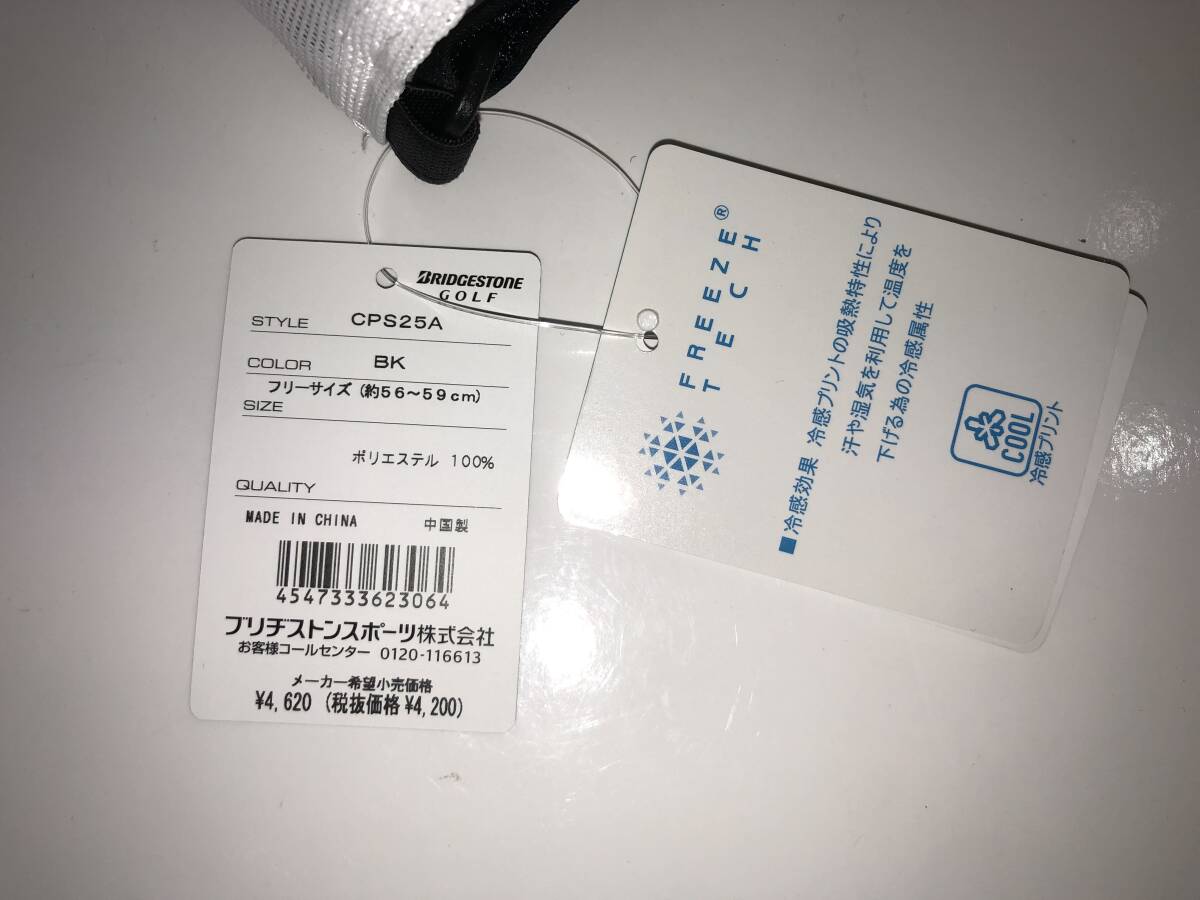 BRIDGESTONE
GOLF
STYLE CPS25A
COLOR BK
フリーサイズ (約56～59cm)
SIZE
ポリエステル 100%
QUALITY
MADE IN CHINA 中国製
4547333623064
ブリヂストンスポーツ株式会社
お客様コールセンター 0120-116613
メーカー希望小売価格
¥4,620 (税抜価格¥4,200)
FREEZE®
TECH
■冷感効果 冷感プリントの吸熱特性により
汗や湿気を利用して温度を
下げる為の冷感属性
COOL
冷感プリント